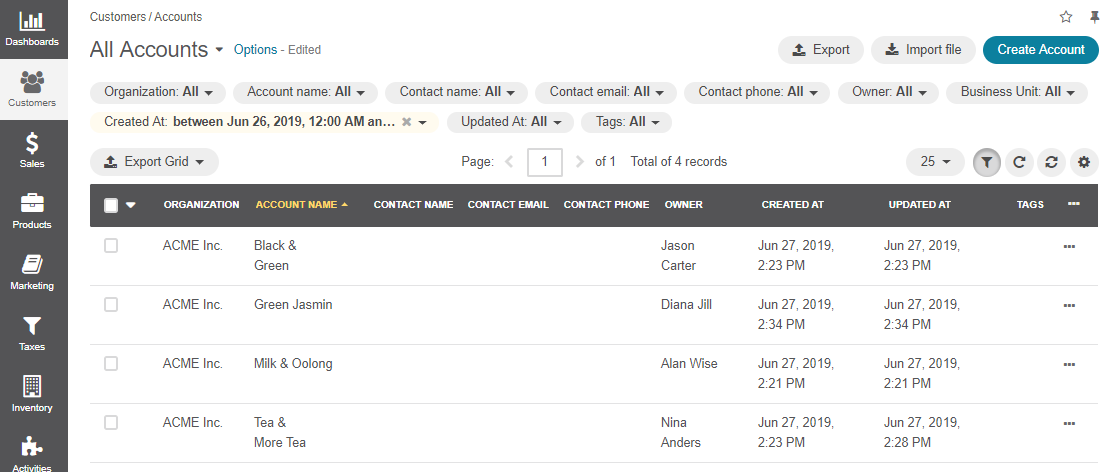 Dashboards
Customers
Sales
Products
Marketing
Taxes
Inventory
Activities
Customers / Accounts
All Accounts Options - Edited
Export Import file Create Account
Organization: All Account name: All Contact name: All Contact email: All Contact phone: All Owner: All Business Unit: All
Created At: between Jun 26, 2019, 12:00 AM an... Updated At: All Tags: All
Export Grid Page: 1 of 1 Total of 4 records 25
ORGANIZATION ACCOUNT NAME CONTACT NAME CONTACT EMAIL CONTACT PHONE OWNER CREATED AT UPDATED AT TAGS
ACME Inc. Black & Jason Jun 27, 2019, Jun 27, 2019,
Green Carter 2:23 PM 2:23 PM
ACME Inc. Green Jasmin Diana Jill Jun 27, 2019, Jun 27, 2019,
2:34 PM 2:34 PM
ACME Inc. Milk & Oolong Alan Wise Jun 27, 2019, Jun 27, 2019,
2:21 PM 2:21 PM
ACME Inc. Tea & Nina Jun 27, 2019, Jun 27, 2019,
More Tea Anders 2:23 PM 2:28 PM